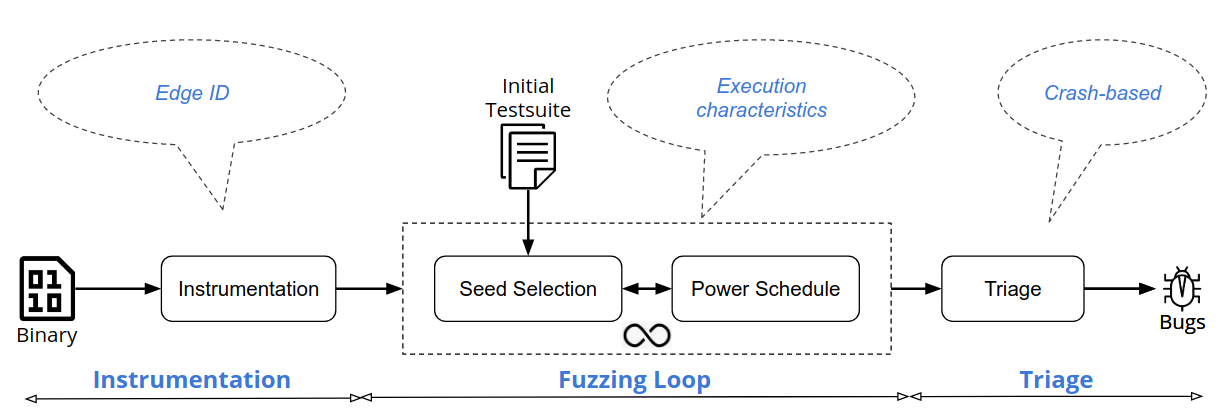 Edge ID
Initial
Testsuite
Execution
characteristics
Crash-based
01
10
Binary
Instrumentation
Seed Selection
Power Schedule
Triage
Bugs
Instrumentation
Fuzzing Loop
Triage